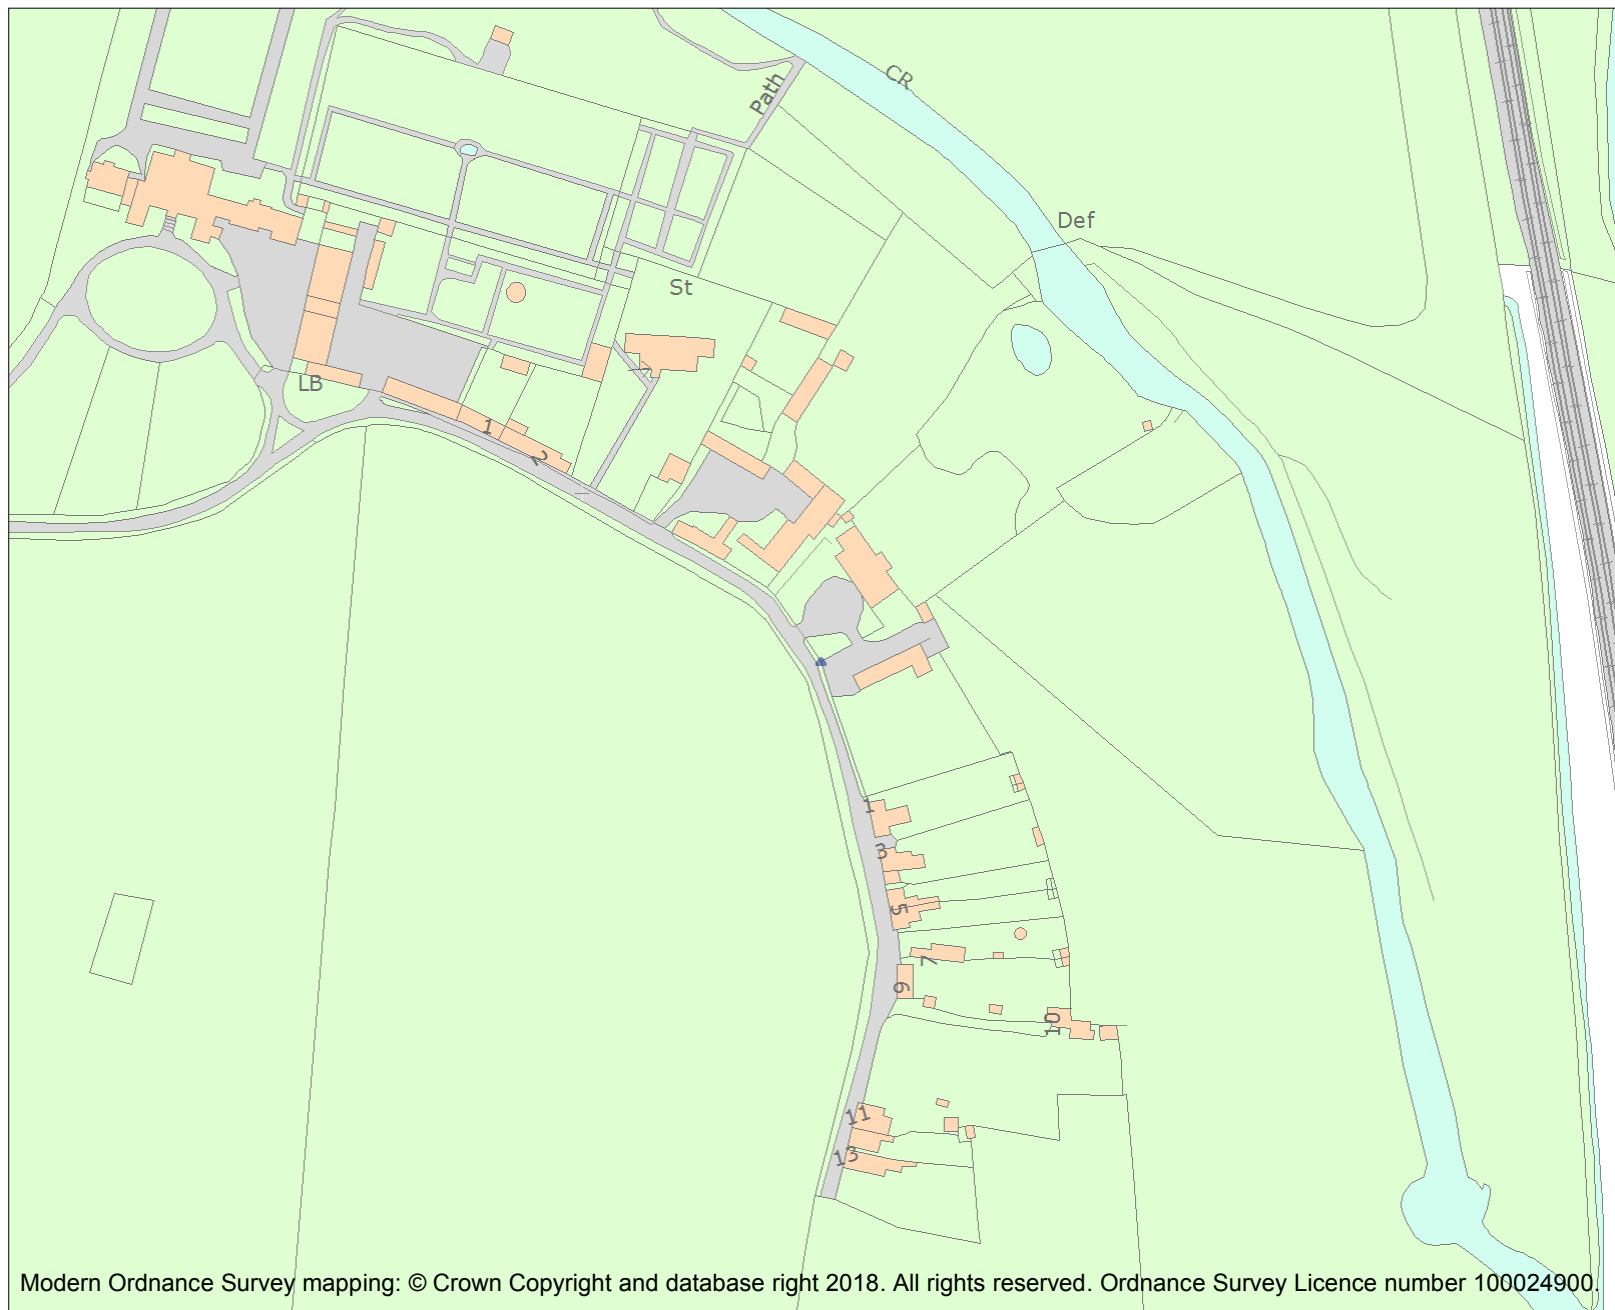 CR
Path
Def
St
LB
1
2
1
3
5
7
6
10
11
13
Modern Ordnance Survey mapping: © Crown Copyright and database right 2018. All rights reserved. Ordnance Survey Licence number 100024900.